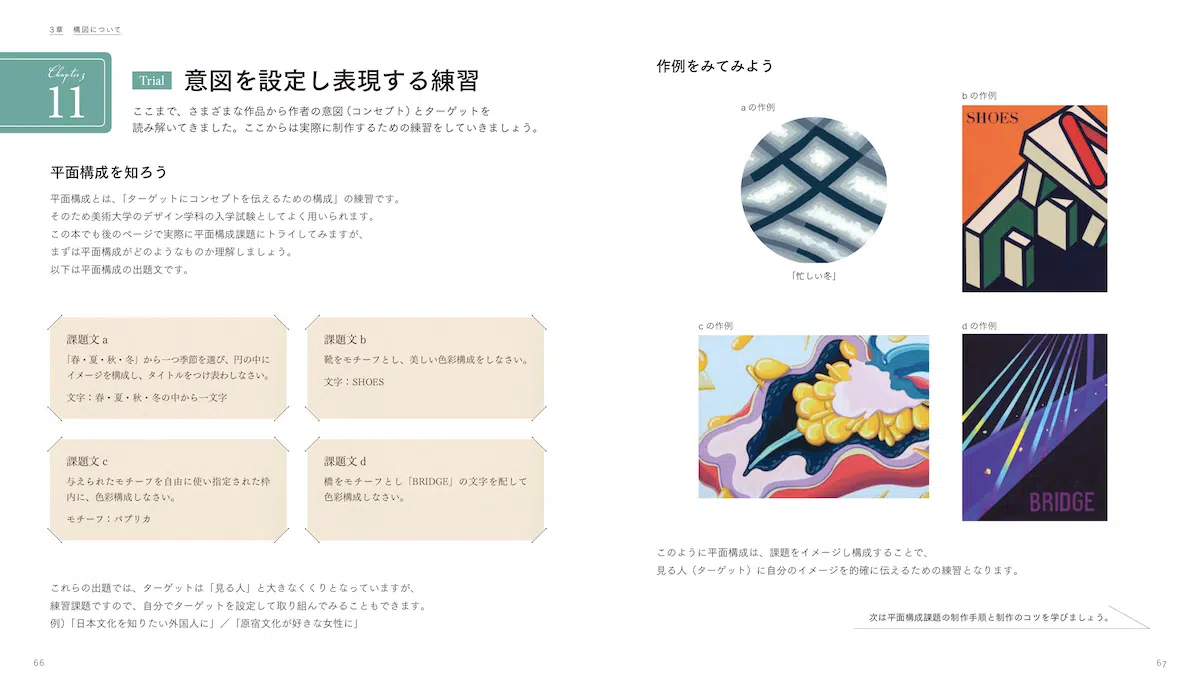 3章 構図について
Chapter 3
11
Trial 意図を設定し表現する練習
ここまで、さまざまな作品から作者の意図（コンセプト）とターゲットを
読み解いてきました。ここからは実際に制作するための練習をしていきましょう。
平面構成を知ろう
平面構成とは、「ターゲットにコンセプトを伝えるための構成」の練習です。
そのため美術大学のデザイン学科の入学試験としてよく用いられます。
この本でも後のページで実際に平面構成課題にトライしてみますが、
まずは平面構成がどのようなものか理解しましょう。
以下は平面構成の出題文です。
課題文 a
「春・夏・秋・冬」から一つ季節を選び、円の中に
イメージを構成し、タイトルをつけ表わしなさい。
文字：春・夏・秋・冬の中から一文字
課題文 b
靴をモチーフとし、美しい色彩構成をしなさい。
文字：SHOES
課題文 c
与えられたモチーフを自由に使い指定された枠
内に、色彩構成しなさい。
モチーフ：パプリカ
課題文 d
橋をモチーフとし「BRIDGE」の文字を配して
色彩構成しなさい。
これらの出題では、ターゲットは「見る人」と大きなくくりとなっていますが、
練習課題ですので、自分でターゲットを設定して取り組んでみることもできます。
例）「日本文化を知りたい外国人に」／「原宿文化が好きな女性に」
66
作例をみてみよう
a の作例
「忙しい冬」
b の作例
SHOES
c の作例
d の作例
BRIDGE
このように平面構成は、課題をイメージし構成することで、
見る人（ターゲット）に自分のイメージを的確に伝えるための練習となります。
次は平面構成課題の制作手順と制作のコツを学びましょう。
67